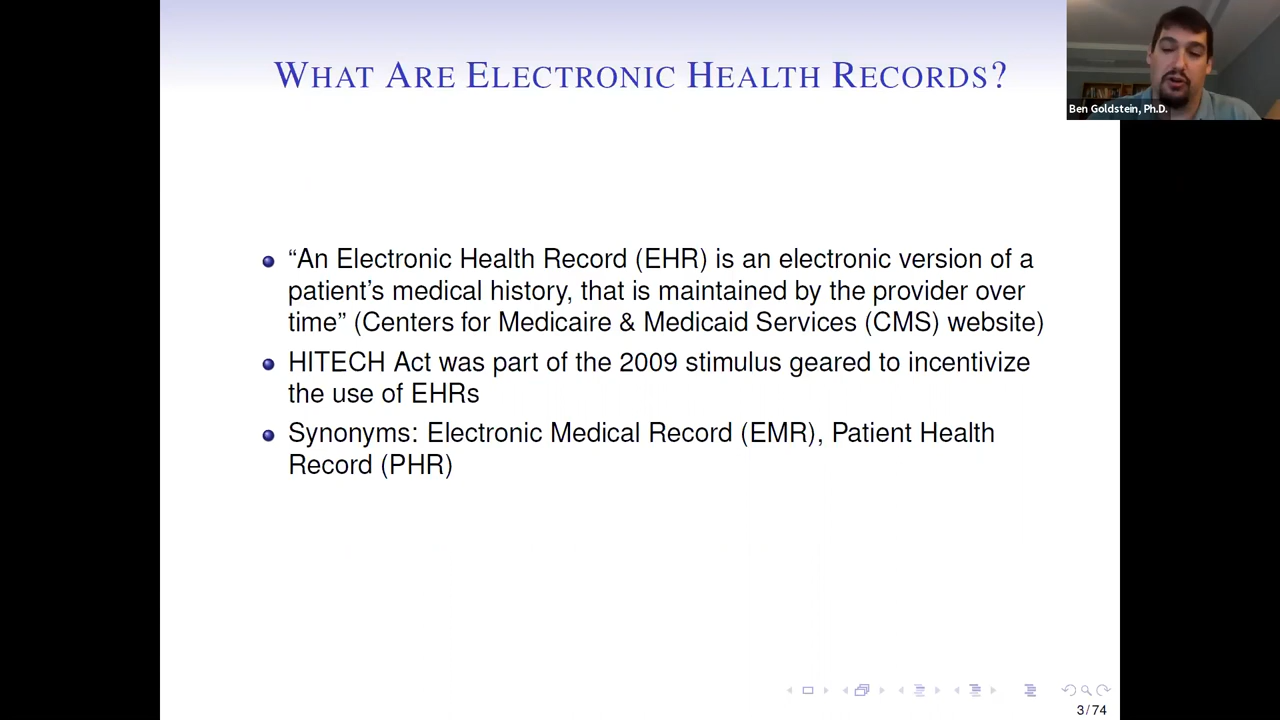 WHAT ARE ELECTRONIC HEALTH RECORDS?
Ben Goldstein, Ph.D.
“An Electronic Health Record (EHR) is an electronic version of a
patient’s medical history, that is maintained by the provider over
time” (Centers for Medicaire & Medicaid Services (CMS) website)
HITECH Act was part of the 2009 stimulus geared to incentivize
the use of EHRs
Synonyms: Electronic Medical Record (EMR), Patient Health
Record (PHR)
3/74